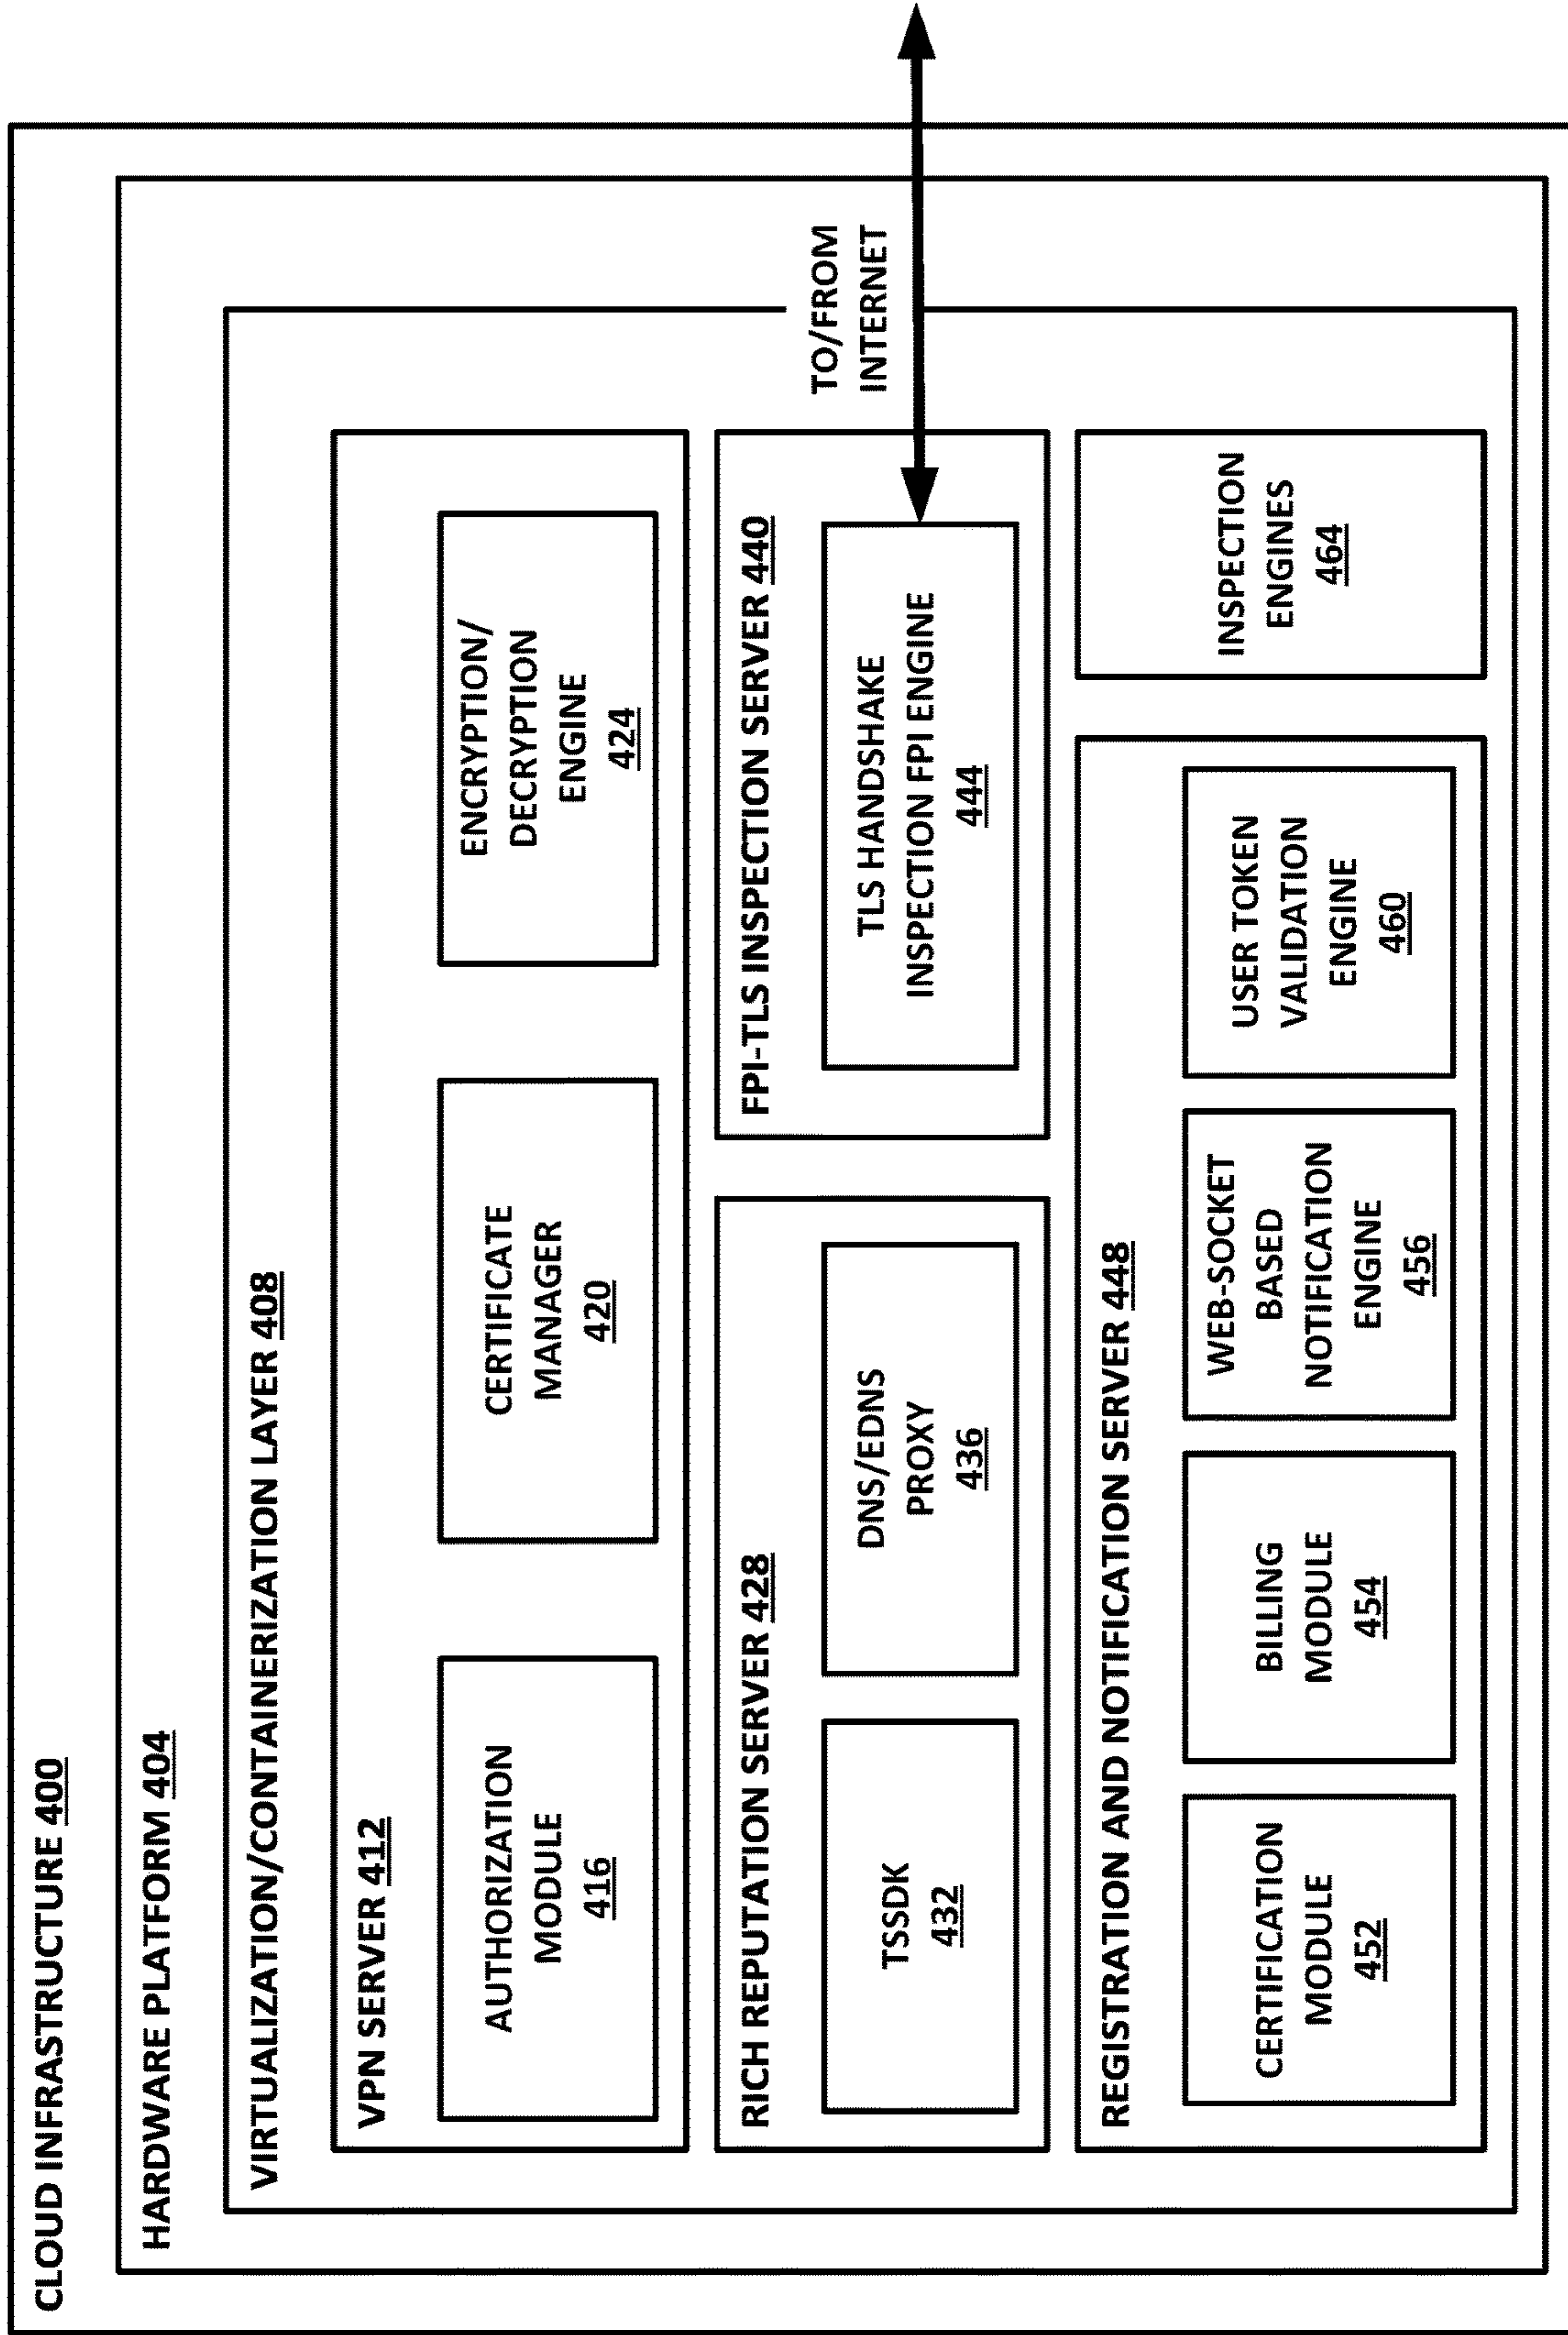 CLOUD INFRASTRUCTURE 400
HARDWARE PLATFORM 404
VIRTUALIZATION/CONTAINERIZATION LAYER 408
VPN SERVER 412
AUTHORIZATION
MODULE
416
CERTIFICATE
MANAGER
420
ENCRYPTION/
DECRYPTION
ENGINE
424
RICH REPUTATION SERVER 428
TSSDK
432
DNS/EDNS
PROXY
436
FPI-TLS INSPECTION SERVER 440
TLS HANDSHAKE
INSPECTION FPI ENGINE
444
TO/FROM
INTERNET
REGISTRATION AND NOTIFICATION SERVER 448
CERTIFICATION
MODULE
452
BILLING
MODULE
454
WEB-SOCKET
BASED
NOTIFICATION
ENGINE
456
USER TOKEN
VALIDATION
ENGINE
460
INSPECTION
ENGINES
464